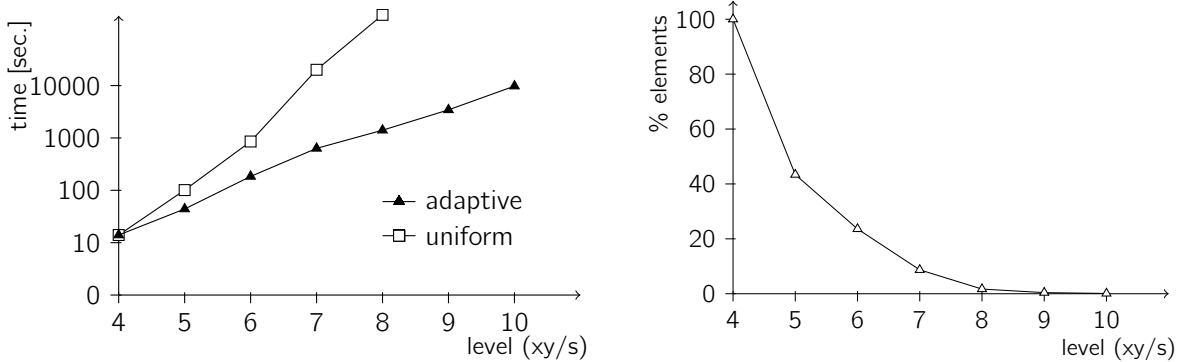 time [sec.]
10000
1000
100
10
0
4 5 6 7 8 9 10
level (xy/s)
adaptive
uniform
% elements
100
80
60
40
20
0
4 5 6 7 8 9 10
level (xy/s)